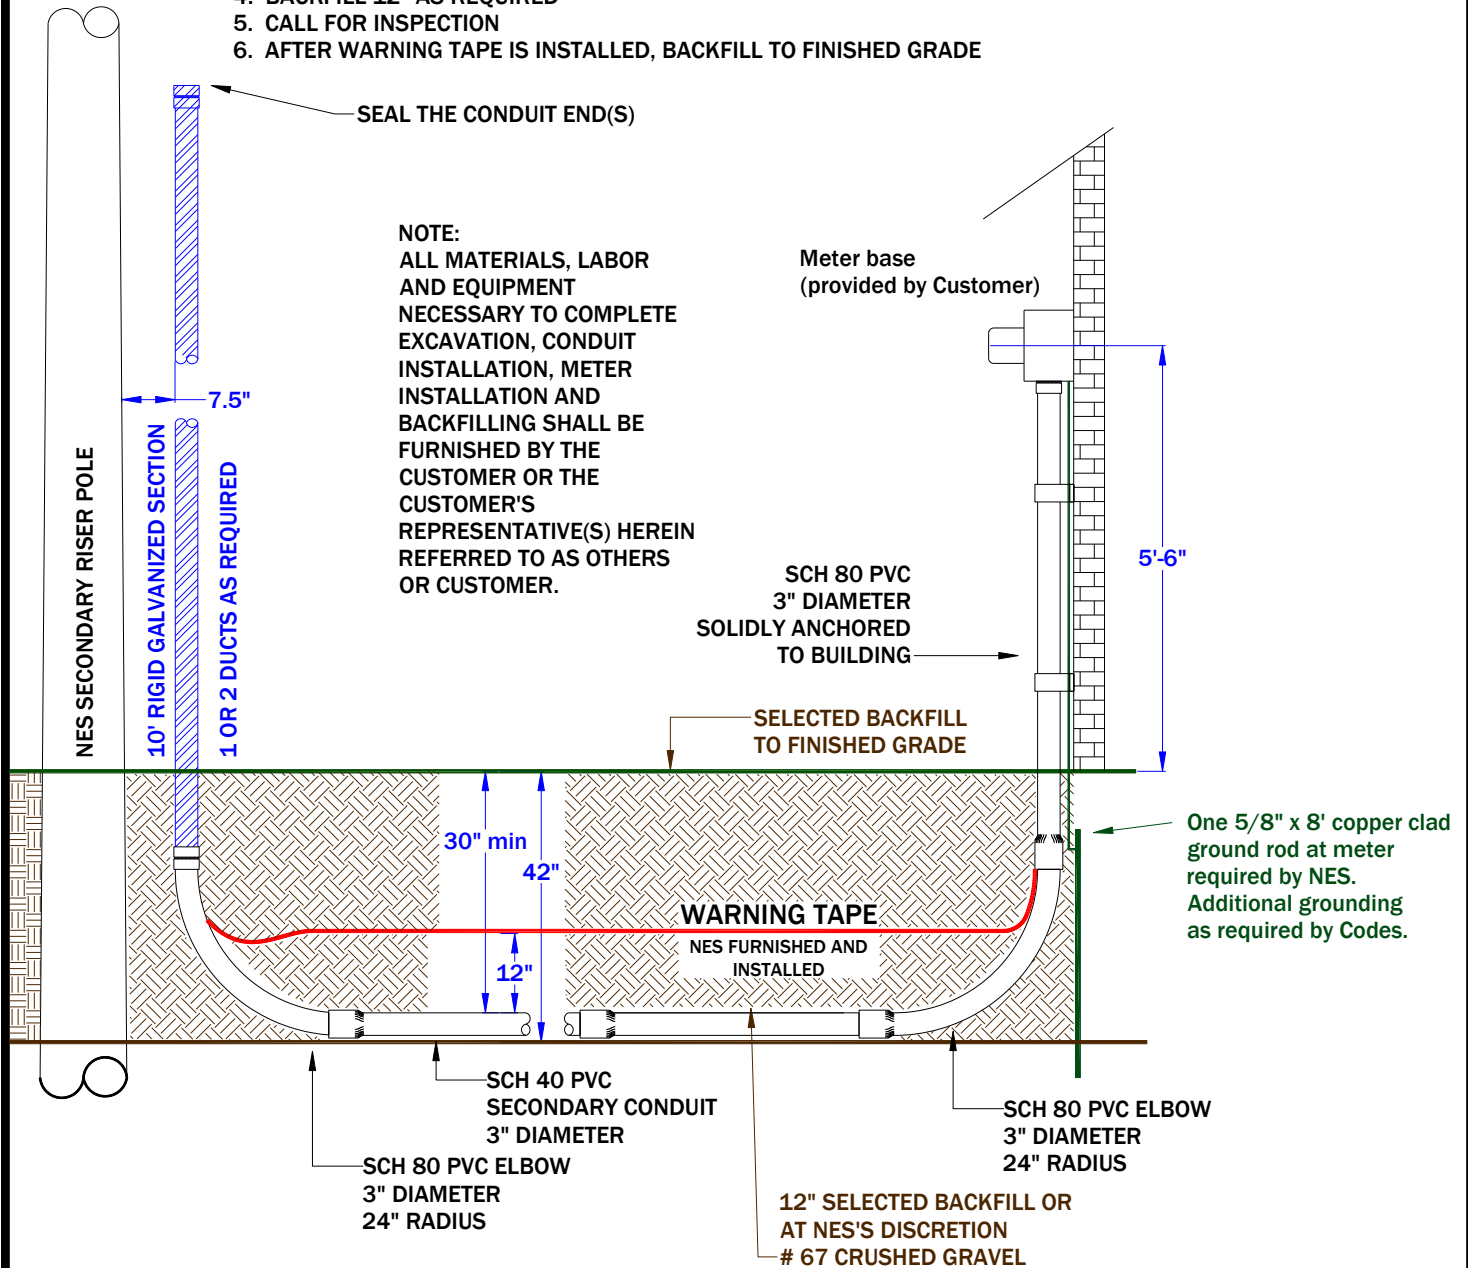 4. BACKFILL 12" AS REQUIRED
5. CALL FOR INSPECTION
6. AFTER WARNING TAPE IS INSTALLED, BACKFILL TO FINISHED GRADE
SEAL THE CONDUIT END(S)
NOTE:
ALL MATERIALS, LABOR
AND EQUIPMENT
NECESSARY TO COMPLETE
EXCAVATION, CONDUIT
INSTALLATION, METER
INSTALLATION AND
BACKFILLING SHALL BE
FURNISHED BY THE
CUSTOMER OR THE
CUSTOMER'S
REPRESENTATIVE(S) HEREIN
REFERRED TO AS OTHERS
OR CUSTOMER.
Meter base
(provided by Customer)
7.5"
NES SECONDARY RISER POLE
10' RIGID GALVANIZED SECTION
1 OR 2 DUCTS AS REQUIRED
5'-6"
SCH 80 PVC
3" DIAMETER
SOLIDLY ANCHORED
TO BUILDING
SELECTED BACKFILL
TO FINISHED GRADE
30" min
42"
12"
WARNING TAPE
NES FURNISHED AND
INSTALLED
One 5/8" x 8' copper clad
ground rod at meter
required by NES.
Additional grounding
as required by Codes.
SCH 40 PVC
SECONDARY CONDUIT
3" DIAMETER
SCH 80 PVC ELBOW
3" DIAMETER
24" RADIUS
SCH 80 PVC ELBOW
3" DIAMETER
24" RADIUS
12" SELECTED BACKFILL OR
AT NES'S DISCRETION
# 67 CRUSHED GRAVEL